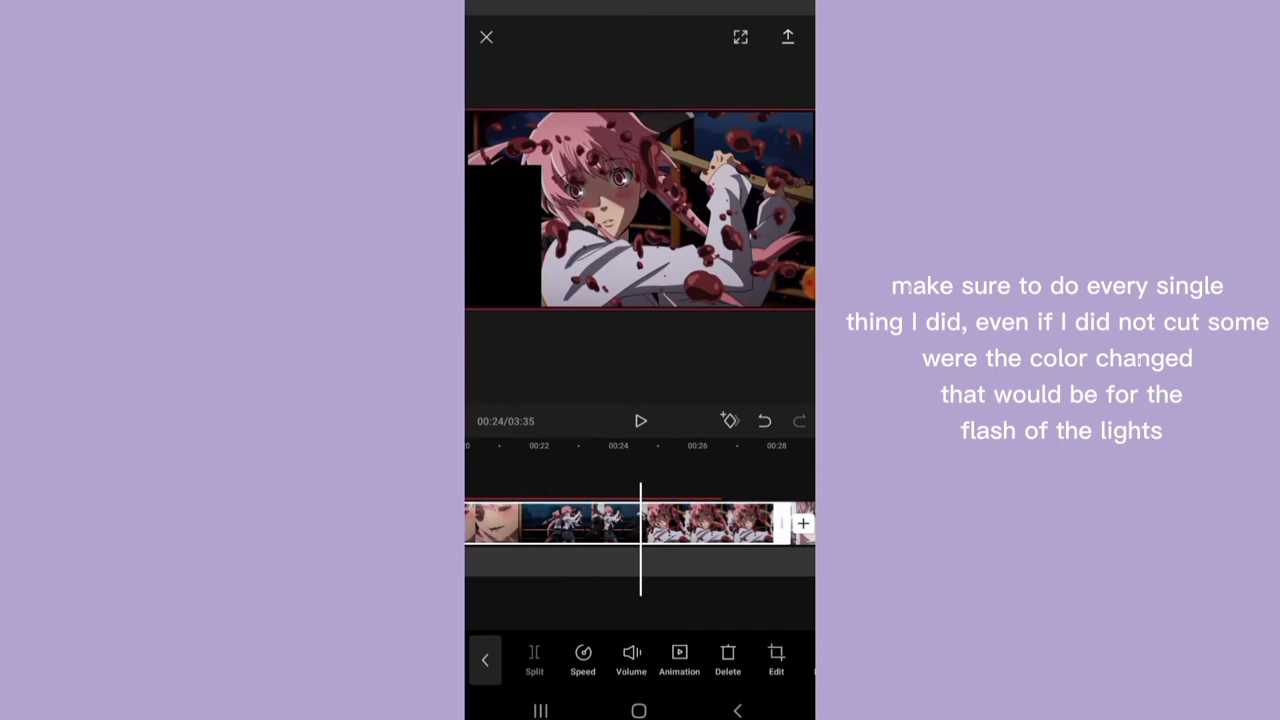 make sure to do every single
thing I did, even if I did not cut some
were the color changed
that would be for the
flash of the lights
00:24/03:35
0 00:22 00:24 00:26 00:28
Split Speed Volume Animation Delete Edit